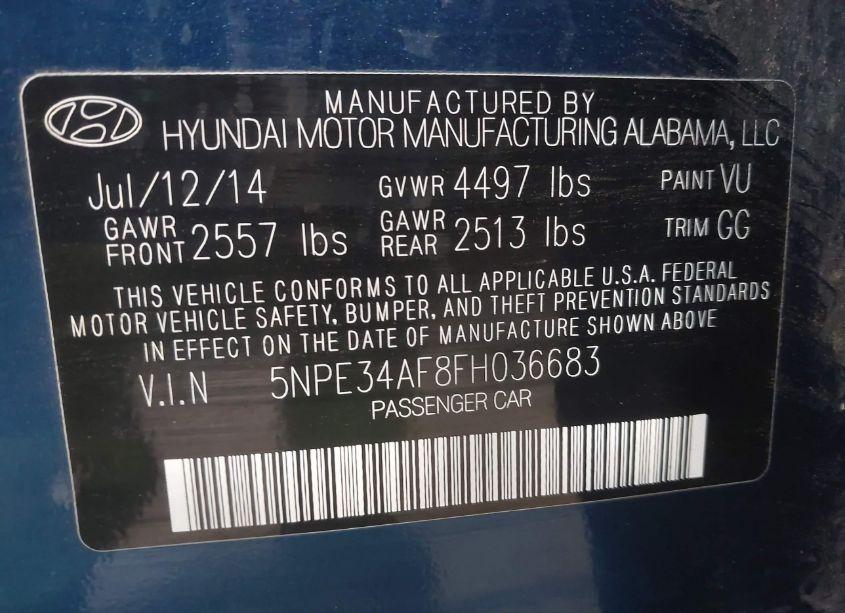 MANUFACTURED BY
HYUNDAI MOTOR MANUFACTURING ALABAMA, LLC
Jul/12/14 GVWR 4497 lbs PAINT VU
GAWR FRONT 2557 lbs GAWR REAR 2513 lbs TRIM GG
THIS VEHICLE CONFORMS TO ALL APPLICABLE U.S.A. FEDERAL
MOTOR VEHICLE SAFETY, BUMPER, AND THEFT PREVENTION STANDARDS
IN EFFECT ON THE DATE OF MANUFACTURE SHOWN ABOVE
V.I.N 5NPE34AF8FH036683
PASSENGER CAR